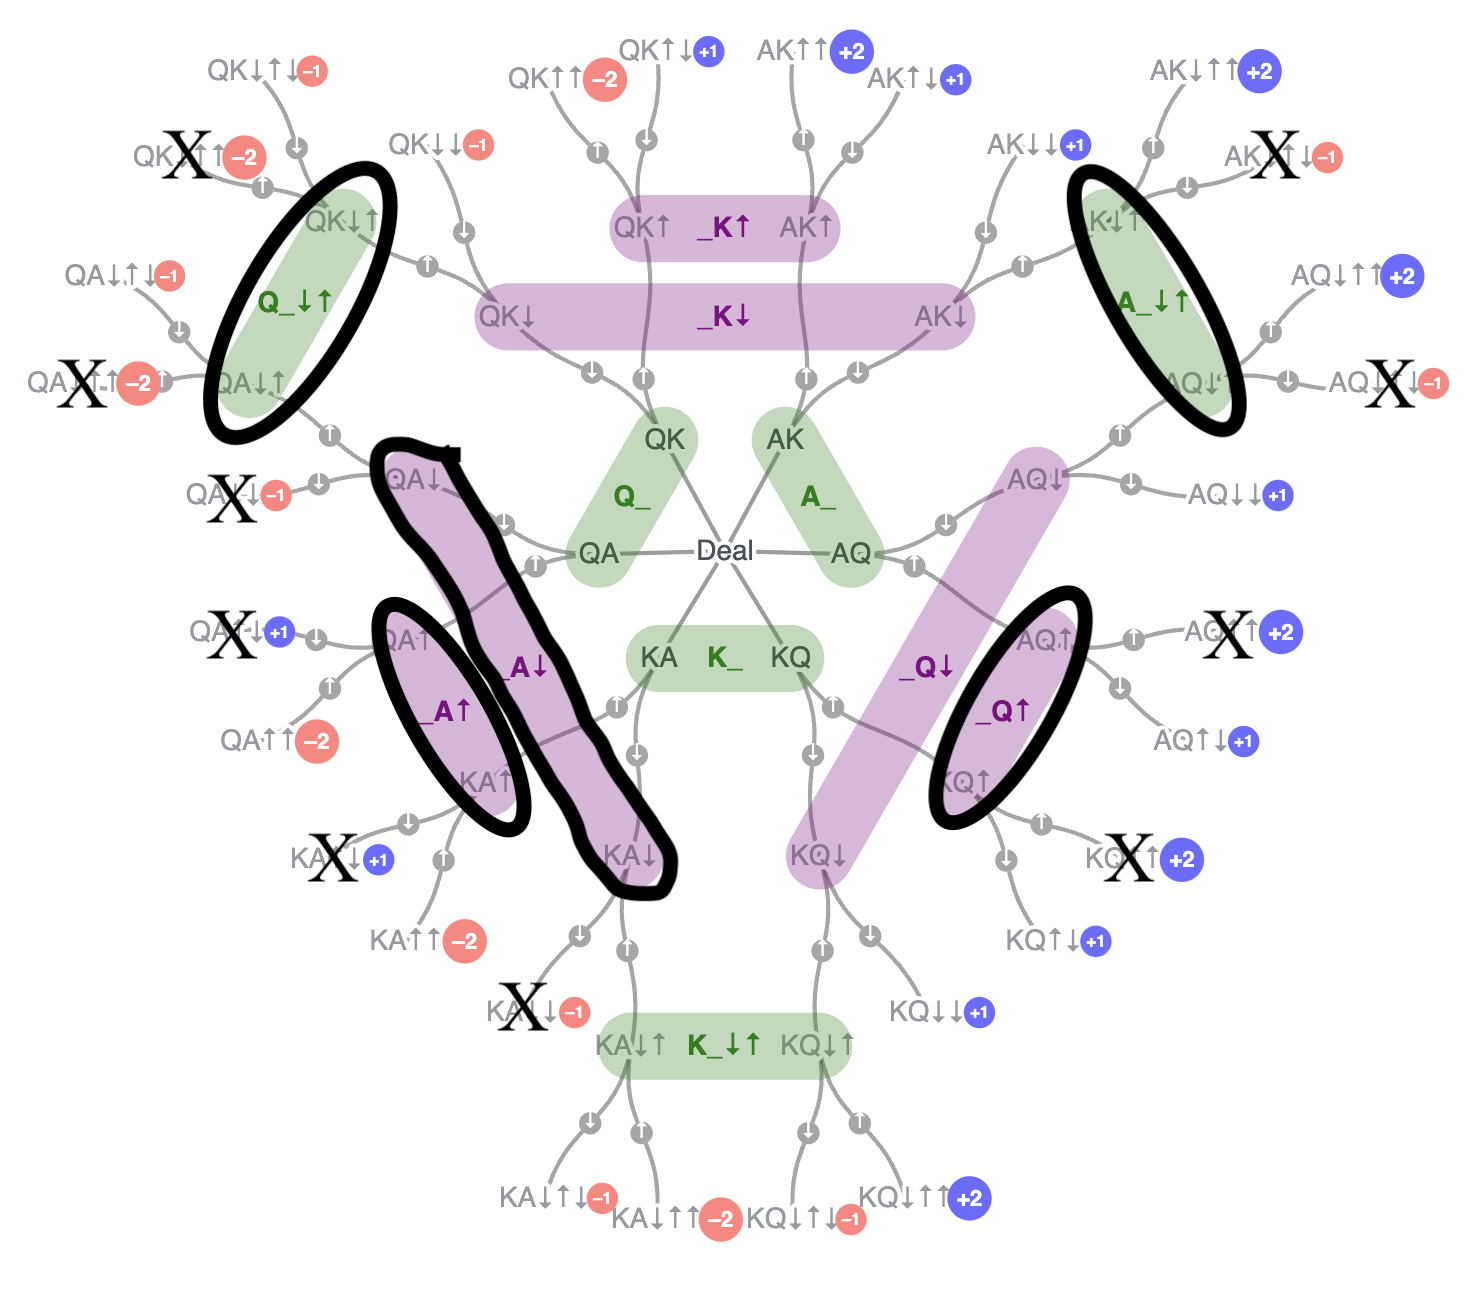 QK↑↓+1
AK↑↑+2
QK↓↑↓−1
AK↓↑↑+2
QK↑↑−2
AK↑↓+1
QK↓↓−1
AK↓↓+1
X
QK↓↑↑−2
X
AK↓↑↓−1
QK↓↑
AK↓↑
QK↑
_K↑
AK↑
QA↓↑↓−1
AQ↓↑↑+2
Q_↓↑
A_↓↑
QK↓
_K↓
AK↓
X
QA↓↑↑−2
QA↓↑
AQ↓↑
X
AQ↓↑↓−1
QK
AK
QA↓
AQ↓
X
QA↓↓−1
Q_
A_
AQ↓↓+1
QA
Deal
AQ
X
QA↑↓+1
QA↑
AQ↑
X
AQ↑↑+2
KA
K_
KQ
_A↓
_Q↓
_A↑
_Q↑
QA↑↑−2
AQ↑↓+1
KA↑
KQ↑
X
KA↑↓+1
KA↓
KQ↓
X
KQ↑↑+2
KA↑↑−2
KQ↑↓+1
X
KA↓↓−1
KQ↓↓+1
KA↓↑
K_↓↑
KQ↓↑
KA↓↑↓−1
KA↓↑↑−2
KQ↓↑↓−1
KQ↓↑↑+2